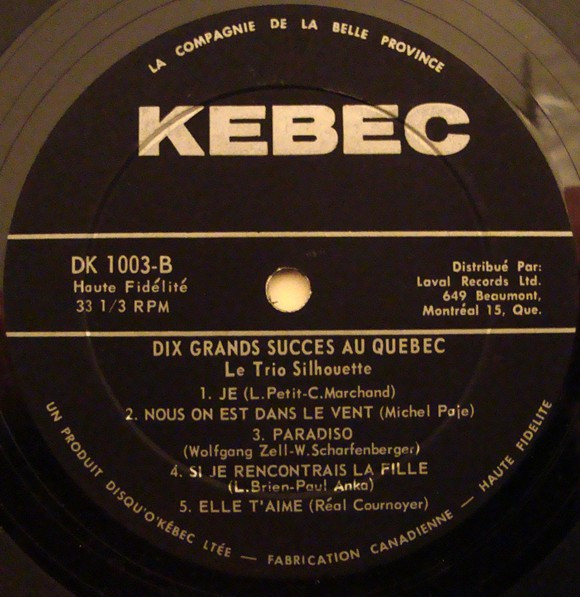 LA COMPAGNIE DE LA BELLE PROVINCE
KEBEC
DK 1003-B
Haute Fidélité
33 1/3 RPM
Distribué Par:
Laval Records Ltd.
649 Beaumont,
Montréal 15, Que.
DIX GRANDS SUCCES AU QUEBEC
Le Trio Silhouette
1. JE (L.Petit-C.Marchand)
2. NOUS ON EST DANS LE VENT (Michel Paje)
3. PARADISO
(Wolfgang Zell-W.Scharfenberger)
4. SI JE RENCONTRAIS LA FILLE
(L.Brien-Paul Anka)
5. ELLE T'AIME (Réal Cournoyer)
UN PRODUIT DISQU'O'KÉBEC LTÉE — FABRICATION CANADIENNE — HAUTE FIDELITE